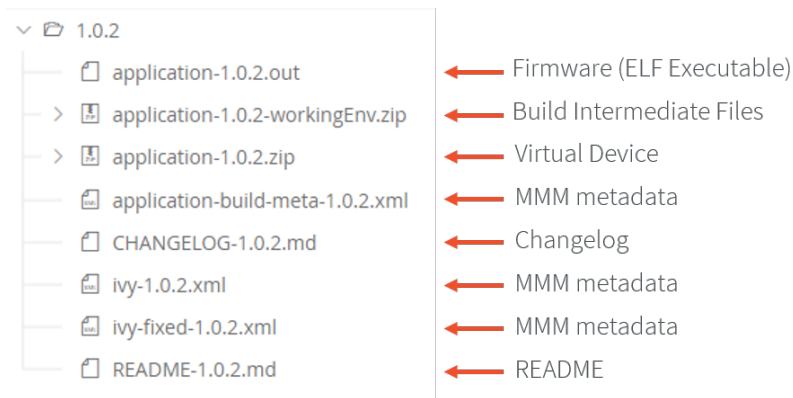 1.0.2
application-1.0.2.out Firmware (ELF Executable)
application-1.0.2-workingEnv.zip Build Intermediate Files
application-1.0.2.zip Virtual Device
application-build-meta-1.0.2.xml MMM metadata
CHANGELOG-1.0.2.md Changelog
ivy-1.0.2.xml MMM metadata
ivy-fixed-1.0.2.xml MMM metadata
README-1.0.2.md README